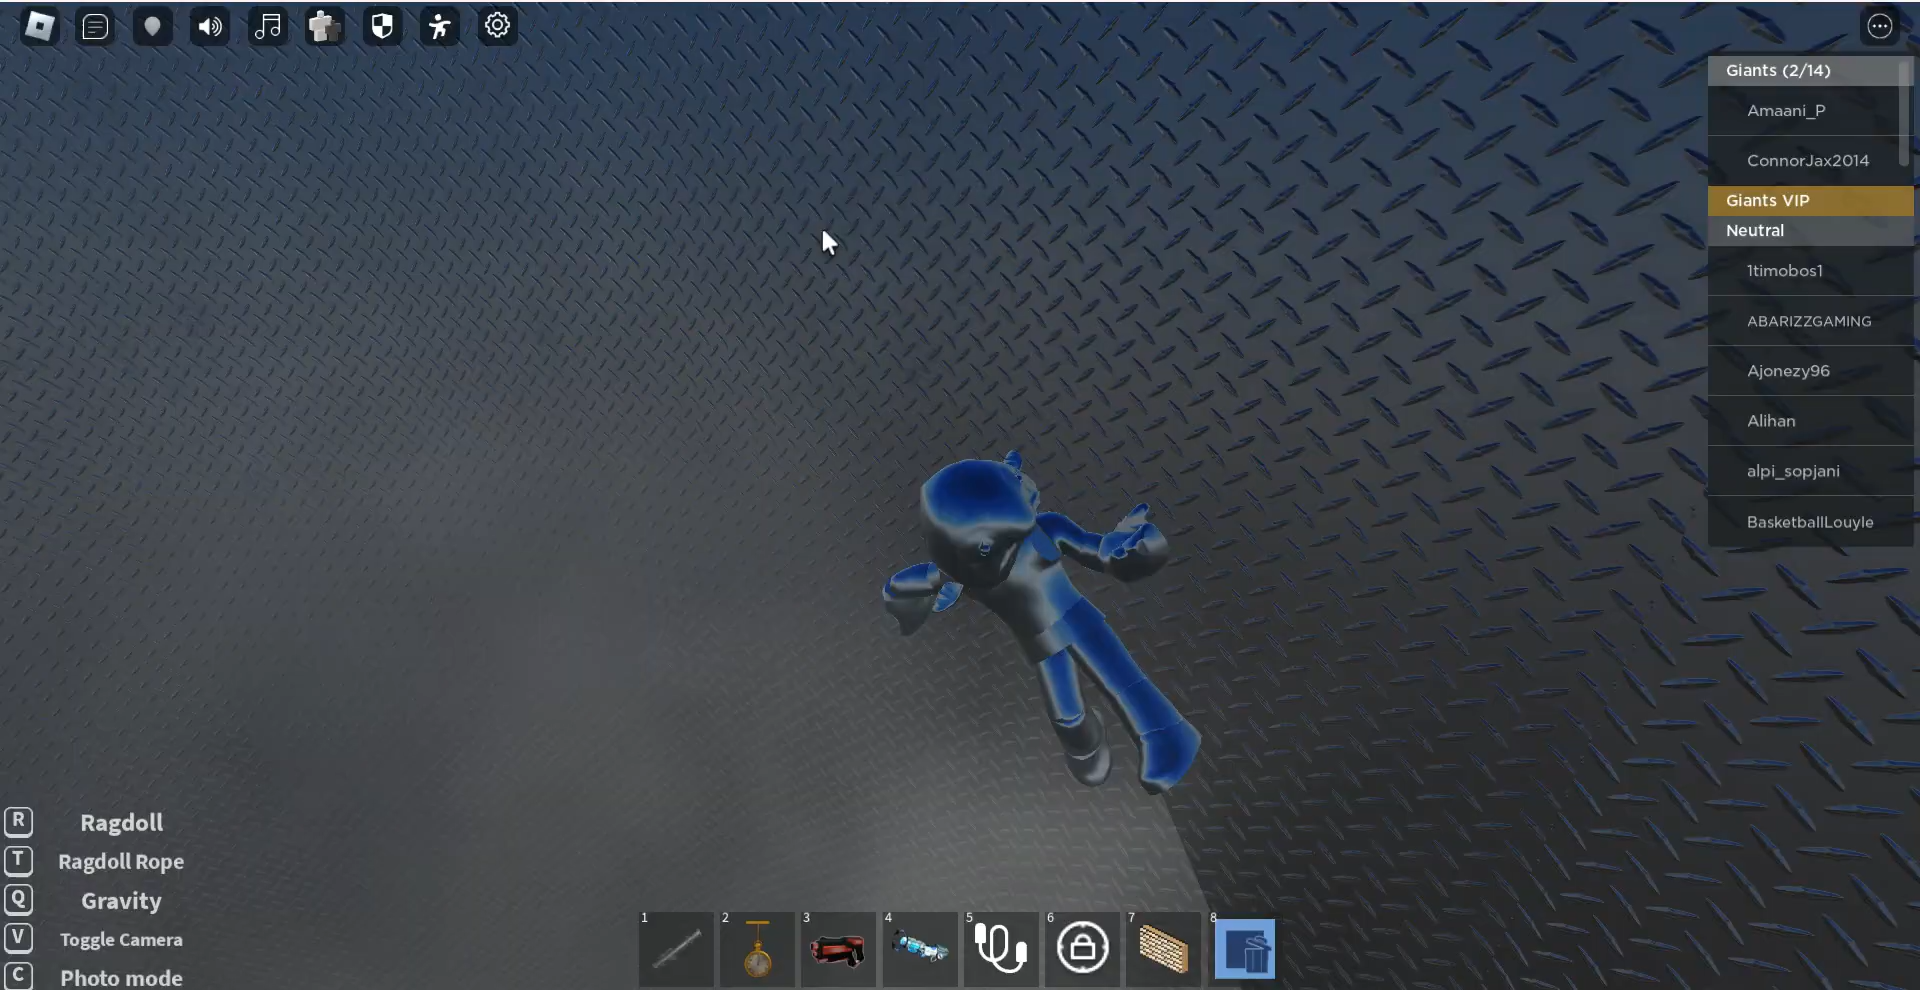 Giants (2/14)
Amaani_P
ConnorJax2014
Giants VIP
Neutral
1timobos1
ABARIZZGAMING
Ajonezy96
Alihan
alpi_sopjani
BasketballLouyle
R Ragdoll
T Ragdoll Rope
Q Gravity
V Toggle Camera
C Photo mode
1 2 3 4 5 6 7 8